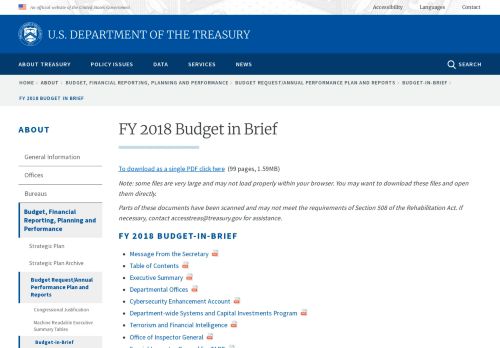 An official website of the United States Government
Accessibility Languages Contact
U.S. DEPARTMENT OF THE TREASURY
ABOUT TREASURY POLICY ISSUES DATA SERVICES NEWS SEARCH
HOME › ABOUT › BUDGET, FINANCIAL REPORTING, PLANNING AND PERFORMANCE › BUDGET REQUEST/ANNUAL PERFORMANCE PLAN AND REPORTS › BUDGET-IN-BRIEF ›
FY 2018 BUDGET IN BRIEF
ABOUT
General Information
Offices
Bureaus
Budget, Financial
Reporting, Planning and
Performance
Strategic Plan
Strategic Plan Archive
Budget Request/Annual
Performance Plan and
Reports
Congressional Justification
Machine Readable Executive
Summary Tables
Budget-in-Brief
FY 2018 Budget in Brief
To download as a single PDF click here (99 pages, 1.59MB)
Note: some files are very large and may not load properly within your browser. You may want to download these files and open
them directly.
Parts of these documents have been scanned and may not meet the requirements of Section 508 of the Rehabilitation Act. If
necessary, contact accesstreas@treasury.gov for assistance.
FY 2018 BUDGET-IN-BRIEF
• Message From the Secretary
• Table of Contents
• Executive Summary
• Departmental Offices
• Cybersecurity Enhancement Account
• Department-wide Systems and Capital Investments Program
• Terrorism and Financial Intelligence
• Office of Inspector General